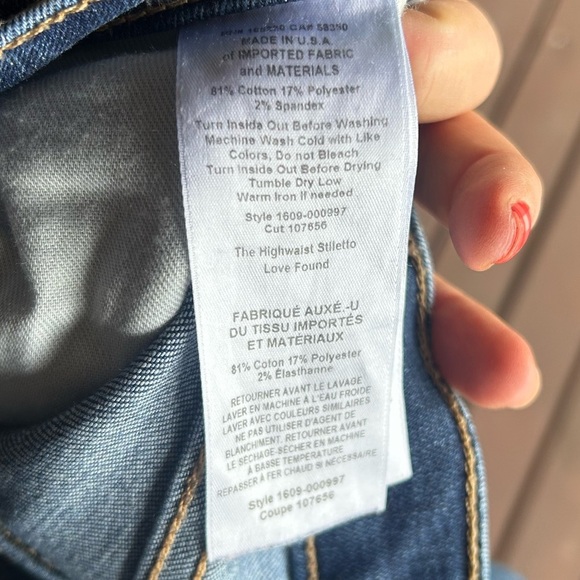 CA# 58350
MADE IN U.S.A.
of IMPORTED FABRIC
and MATERIALS
81% Cotton 17% Polyester
2% Spandex
Turn Inside Out Before Washing
Machine Wash Cold with Like
Colors, Do not Bleach
Turn Inside Out Before Drying
Tumble Dry Low
Warm Iron if needed
Style 1609-000997
Cut 107656
The Highwaist Stiletto
Love Found
FABRIQUÉ AUXÉ.-U
DU TISSU IMPORTÉS
ET MATÉRIAUX
81% Coton 17% Polyester
2% Élasthanne
RETOURNER AVANT LE LAVAGE
LAVER EN MACHINE À L'EAU FROIDE
LAVER AVEC COULEURS SIMILAIRES
NE PAS UTILISER D'AGENT DE
BLANCHIMENT. RETOURNER AVANT
LE SÉCHAGE-SÉCHER EN MACHINE
À BASSE TEMPÉRATURE
REPASSER À FER CHAUD SI NÉCESSAIRE
Style 1609-000997
Coupe 107656